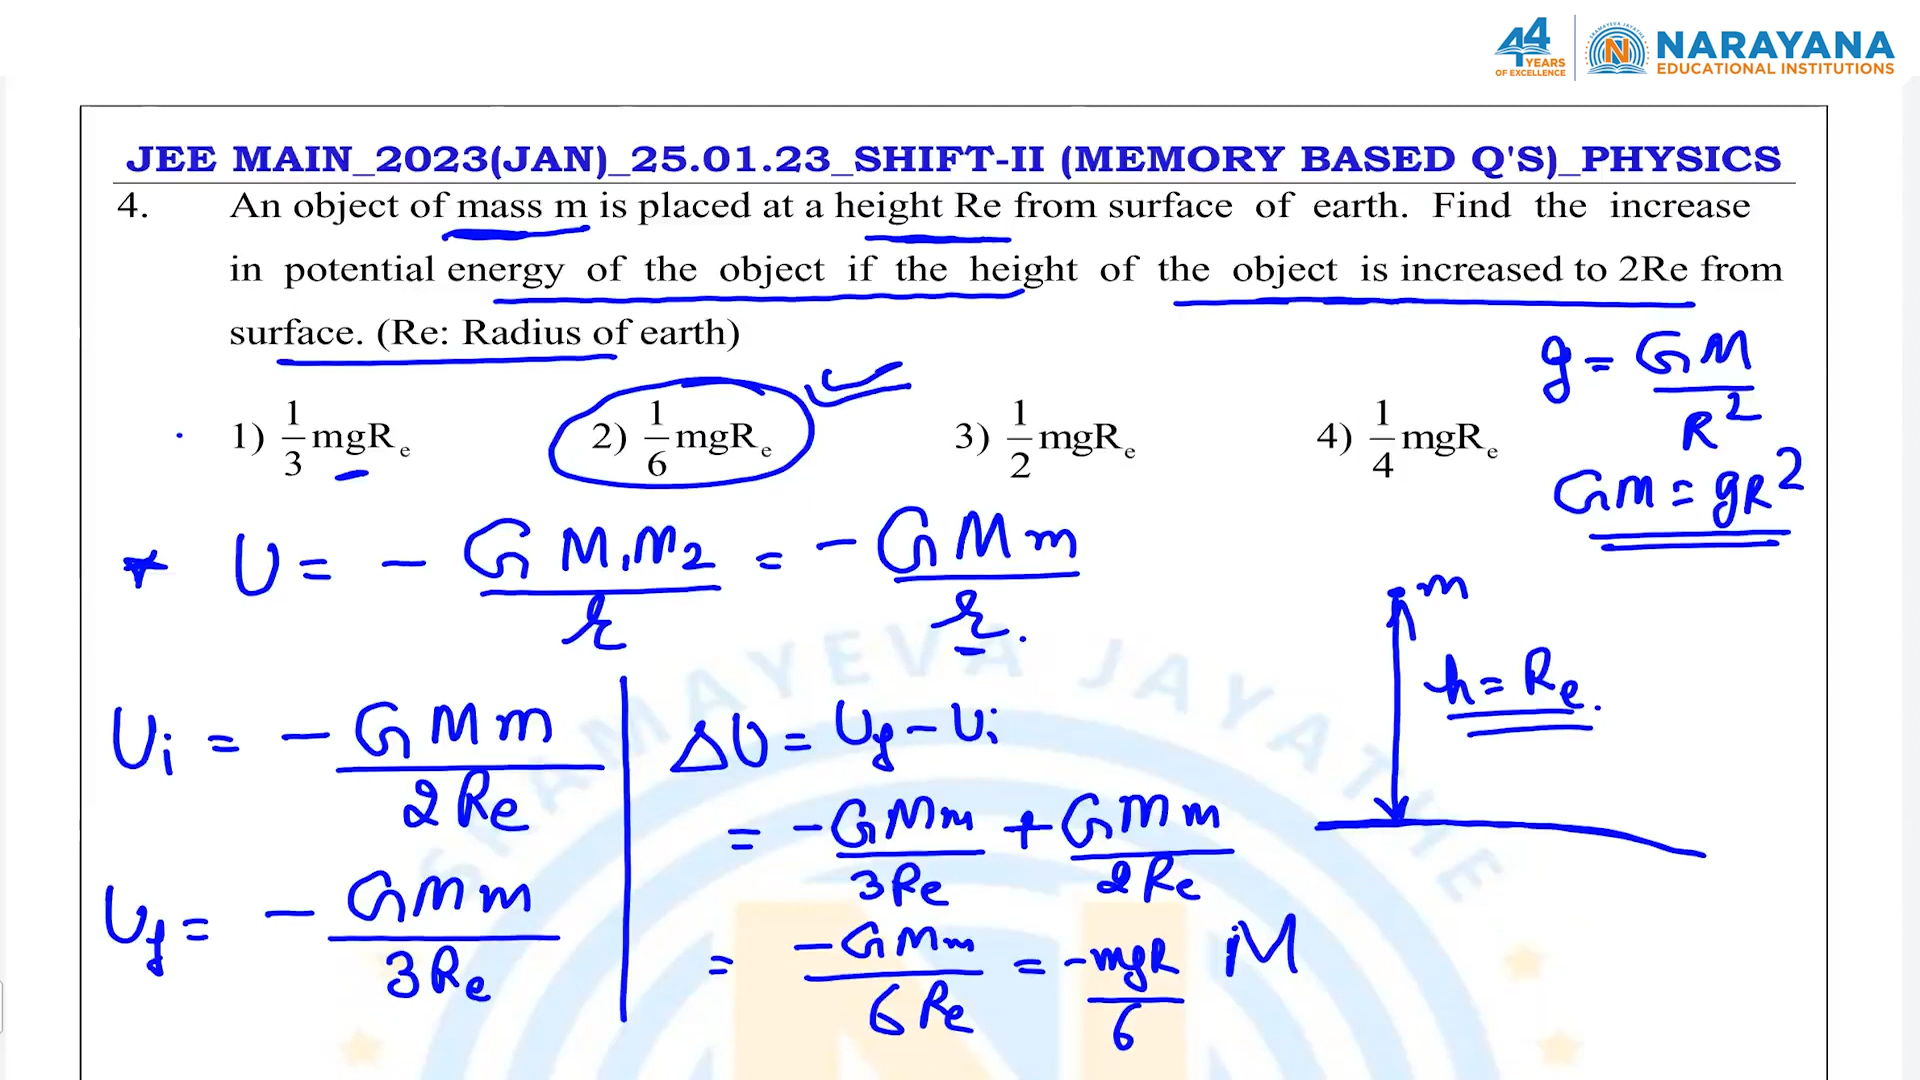 44 YEARS OF EXCELLENCE
NARAYANA
EDUCATIONAL INSTITUTIONS
JEE MAIN_2023(JAN)_25.01.23_SHIFT-II (MEMORY BASED Q'S)_PHYSICS
4. An object of mass m is placed at a height Re from surface of earth. Find the increase
in potential energy of the object if the height of the object is increased to 2Re from
surface. (Re: Radius of earth)
1) 1/3 mgRₑ 2) 1/6 mgRₑ 3) 1/2 mgRₑ 4) 1/4 mgRₑ
g = GM/R²
GM = gR²
* U = - G M₁M₂/r = - GMm/r
m
h = Re
Ui = - GMm/2Re
Uf = - GMm/3Re
ΔU = Uf - Ui
= -GMm/3Re + GMm/2Re
= -GMm/6Re = -mgR/6 M
SAMAYEVA JAYATHE
N